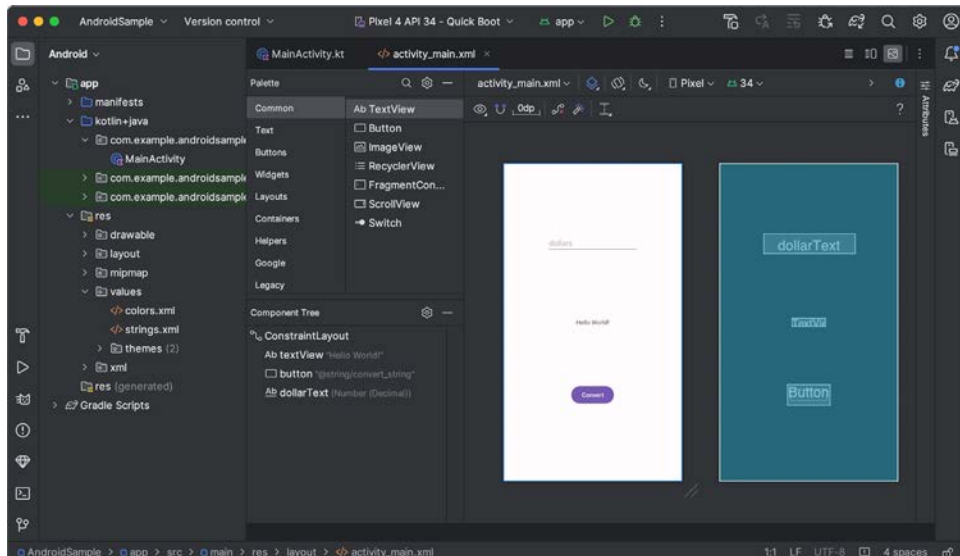 AndroidSample
Version control
Pixel 4 API 34 - Quick Boot
app
Android
MainActivity.kt
</> activity_main.xml
app
manifests
kotlin+java
com.example.androidsample
MainActivity
com.example.androidsample
com.example.androidsample
res
drawable
layout
mipmap
values
</> colors.xml
</> strings.xml
themes (2)
xml
res (generated)
Gradle Scripts
Palette
Common
Text
Buttons
Widgets
Layouts
Containers
Helpers
Google
Legacy
Ab TextView
Button
ImageView
RecyclerView
FragmentCon...
ScrollView
Switch
Component Tree
ConstraintLayout
Ab textView "Hello World!"
button "@string/convert_string"
Ab dollarText (Number (Decimal))
activity_main.xml
Pixel
34
0dp
?
Attributes
dollars
Hello World!
Convert
dollarText
TextVi
Button
AndroidSample > app > src > main > res > layout > </> activity_main.xml
1:1 LF UTF-8 4 spaces